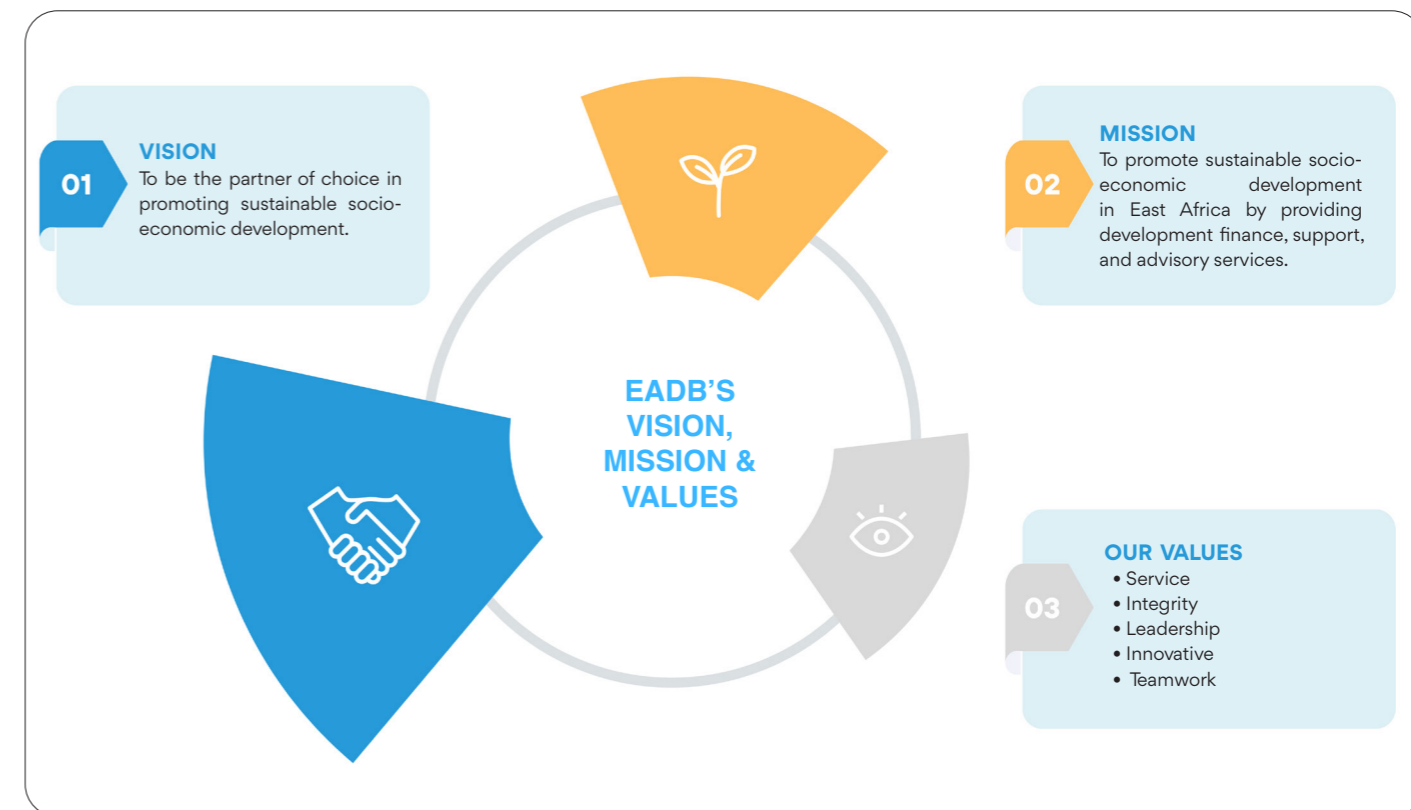 01
VISION
To be the partner of choice in
promoting sustainable socio-
economic development.
02
MISSION
To promote sustainable socio-
economic development
in East Africa by providing
development finance, support,
and advisory services.
EADB’S
VISION,
MISSION &
VALUES
03
OUR VALUES
• Service
• Integrity
• Leadership
• Innovative
• Teamwork